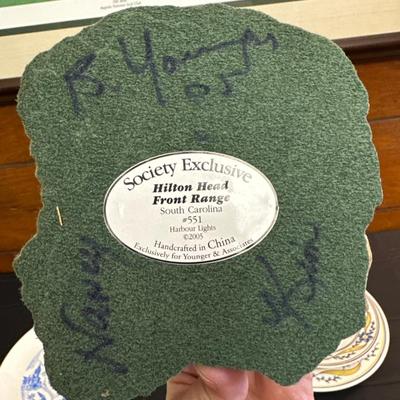 B. Younger
05
Society Exclusive
Hilton Head
Front Range
South Carolina
#551
Harbour Lights
©2005
Handcrafted in China
Exclusively for Younger & Associates
Nancy